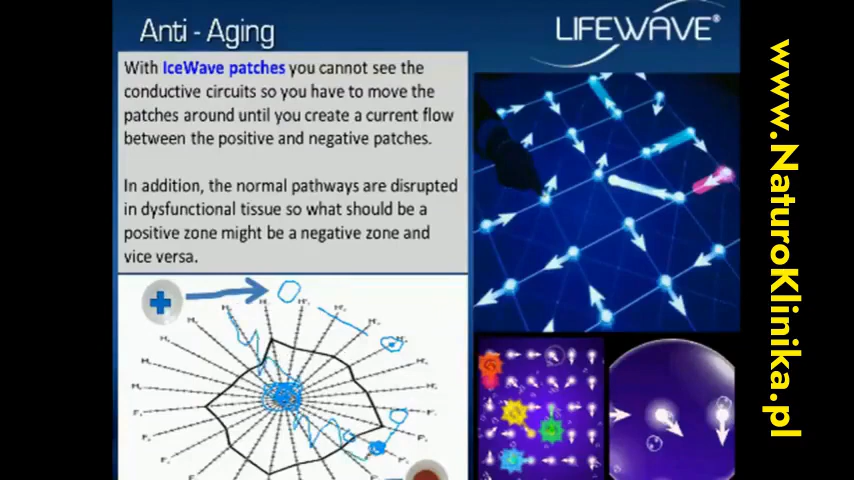 Anti - Aging
LIFEWAVE®
With IceWave patches you cannot see the
conductive circuits so you have to move the
patches around until you create a current flow
between the positive and negative patches.
In addition, the normal pathways are disrupted
in dysfunctional tissue so what should be a
positive zone might be a negative zone and
vice versa.
www.NaturoKlinika.pl